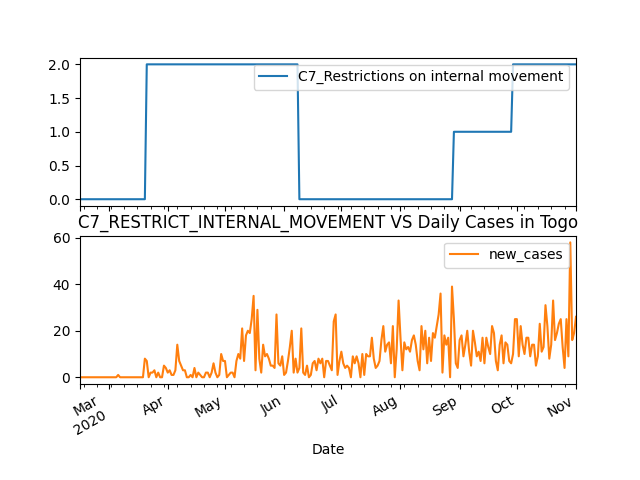 2.0
1.5
1.0
0.5
0.0
C7_Restrictions on internal movement
C7_RESTRICT_INTERNAL_MOVEMENT VS Daily Cases in Togo
60
40
20
0
new_cases
Mar
2020
Apr
May
Jun
Jul
Aug
Sep
Oct
Nov
Date